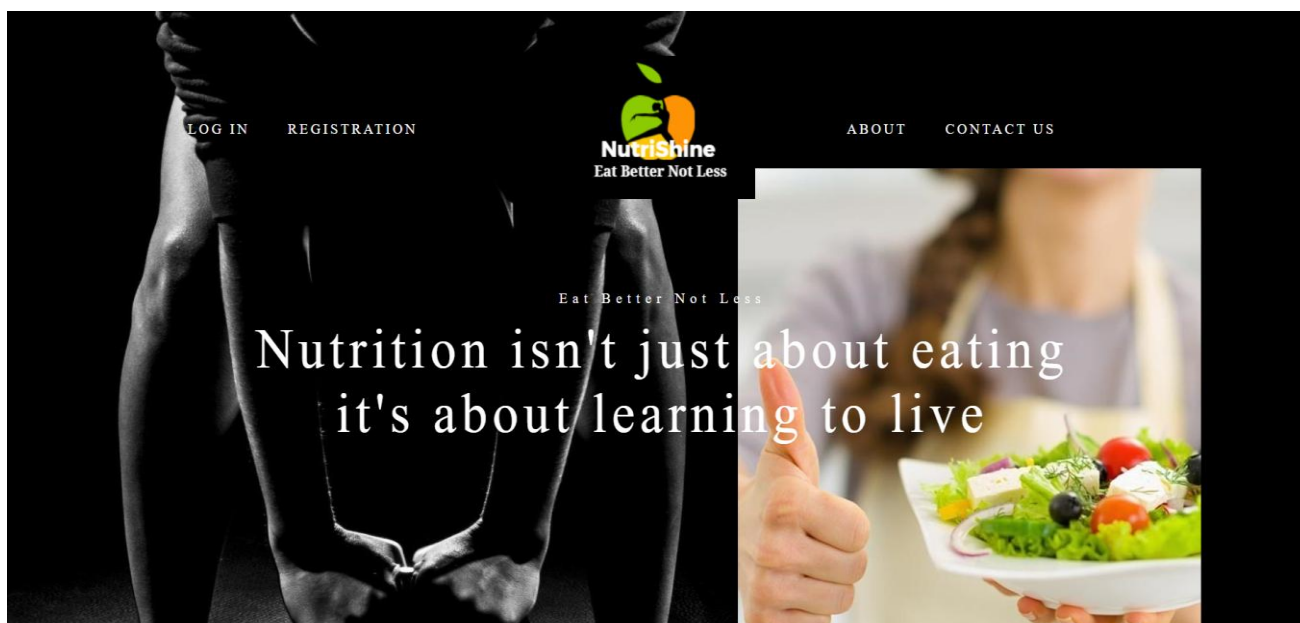 LOG IN
REGISTRATION
NutriShine
Eat Better Not Less
ABOUT
CONTACT US
Eat Better Not Less
Nutrition isn't just about eating
it's about learning to live